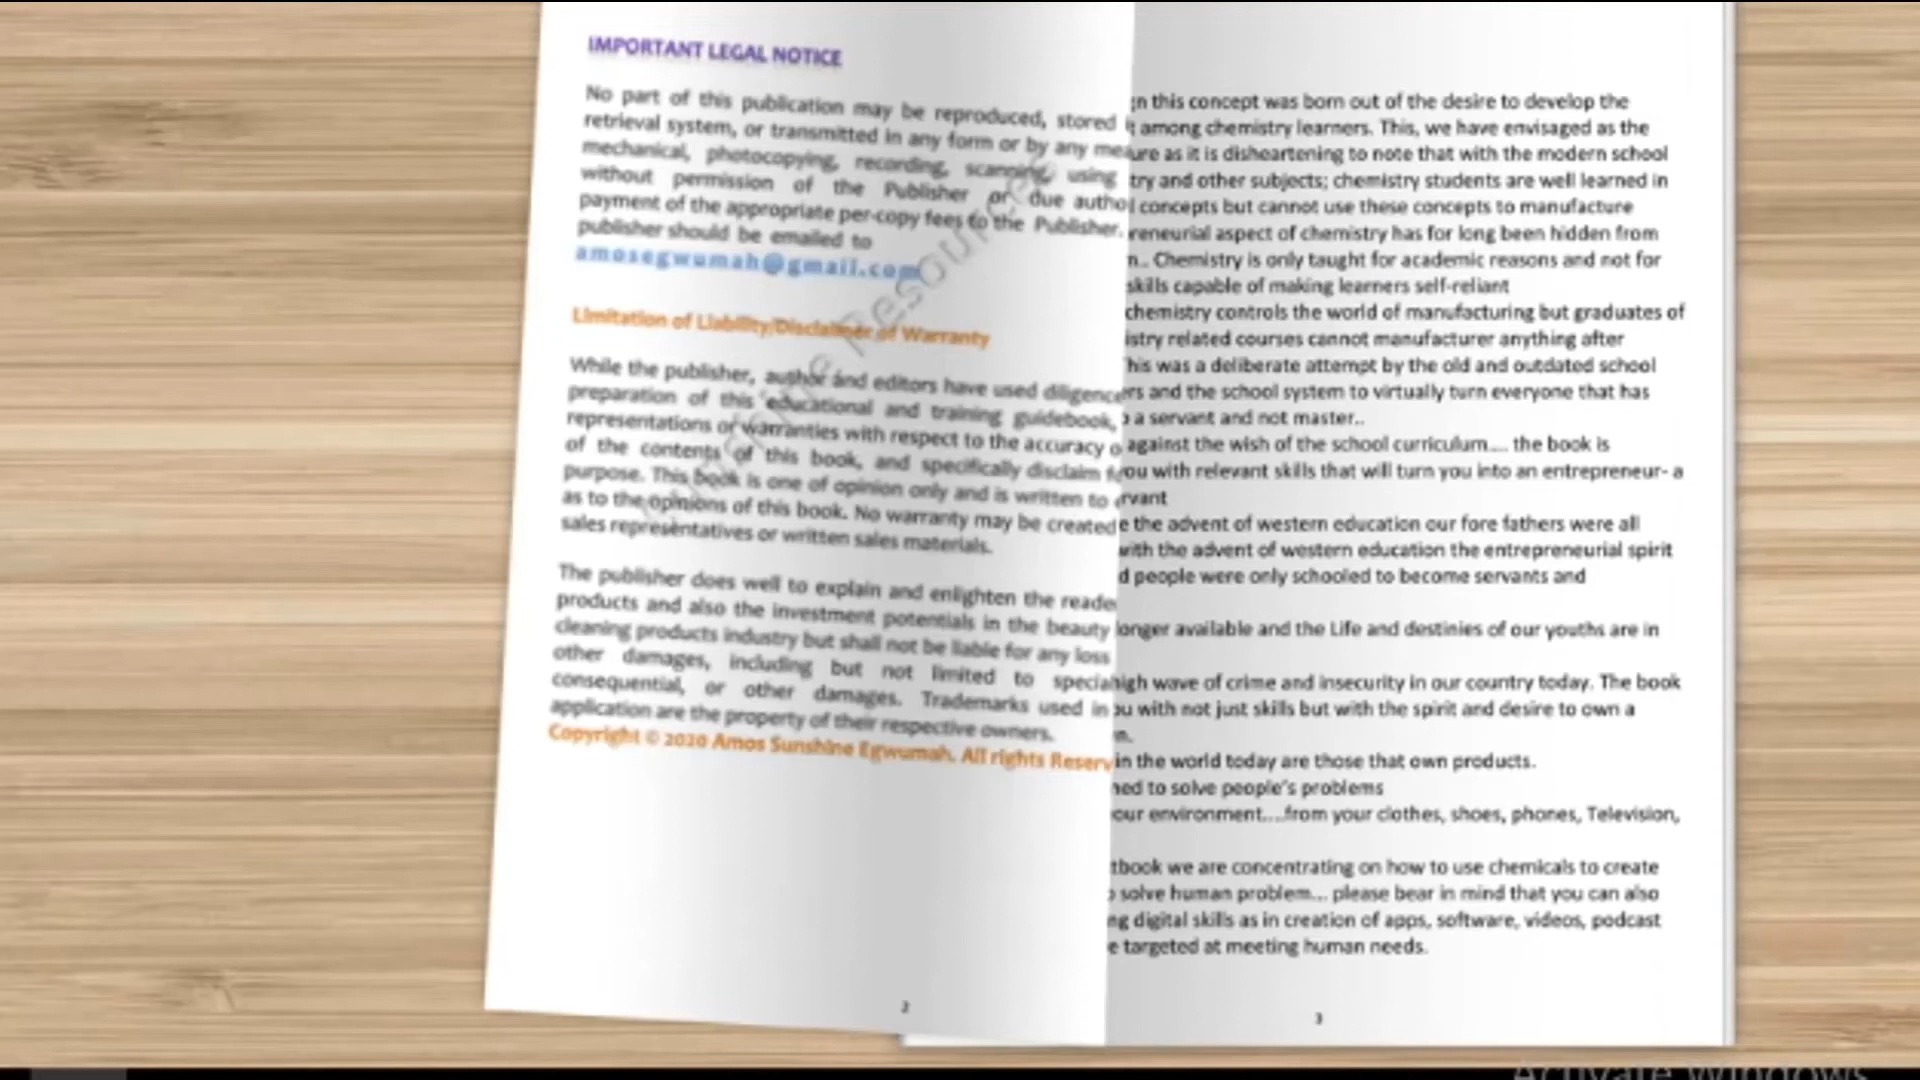 IMPORTANT LEGAL NOTICE
No part of this publication may be reproduced, stored
retrieval system, or transmitted in any form or by any
mechanical, photocopying, recording, scanning, using
without permission of the Publisher or due
payment of the appropriate per-copy fees to the Publisher.
publisher should be emailed to
amosegwumah@gmail.com
Limitation of Liability/Disclaimer of Warranty
While the publisher, author and editors have used diligence
preparation of this educational and training guidebook,
representations or warranties with respect to the accuracy
of the contents of this book, and specifically disclaim
purpose. This book is one of opinion only and is written to
as to the opinions of this book. No warranty may be created
sales representatives or written sales materials.
The publisher does well to explain and enlighten the
products and also the investment potentials in the beauty
cleaning products industry but shall not be liable for any loss
other damages, including but not limited to
consequential, or other damages. Trademarks used in
application are the property of their respective owners.
Copyright © 2020 Amos Sunshine Egwumah. All rights Reserv
2
this concept was born out of the desire to develop the
among chemistry learners. This, we have envisaged as the
as it is disheartening to note that with the modern school
try and other subjects; chemistry students are well learned in
concepts but cannot use these concepts to manufacture
reneurial aspect of chemistry has for long been hidden from
n.. Chemistry is only taught for academic reasons and not for
skills capable of making learners self-reliant
chemistry controls the world of manufacturing but graduates of
istry related courses cannot manufacturer anything after
his was a deliberate attempt by the old and outdated school
rs and the school system to virtually turn everyone that has
a servant and not master..
against the wish of the school curriculum.... the book is
you with relevant skills that will turn you into an entrepreneur- a
rvant
e the advent of western education our fore fathers were all
with the advent of western education the entrepreneurial spirit
d people were only schooled to become servants and
longer available and the Life and destinies of our youths are in
high wave of crime and insecurity in our country today. The book
ou with not just skills but with the spirit and desire to own a
n.
in the world today are those that own products.
ned to solve people's problems
our environment....from your clothes, shoes, phones, Television,
tbook we are concentrating on how to use chemicals to create
solve human problem... please bear in mind that you can also
ng digital skills as in creation of apps, software, videos, podcast
e targeted at meeting human needs.
3